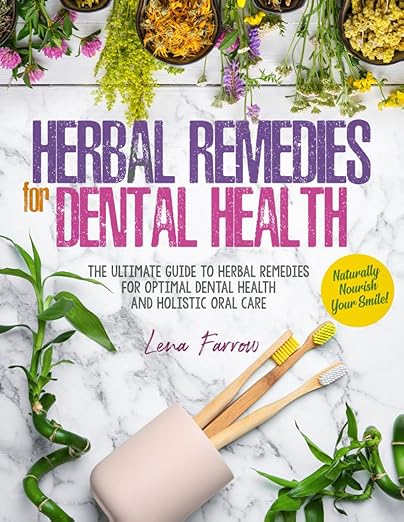 HERBAL REMEDIES
for DENTAL HEALTH
THE ULTIMATE GUIDE TO HERBAL REMEDIES
FOR OPTIMAL DENTAL HEALTH
AND HOLISTIC ORAL CARE
Naturally
Nourish
Your Smile!
Lena Farrow